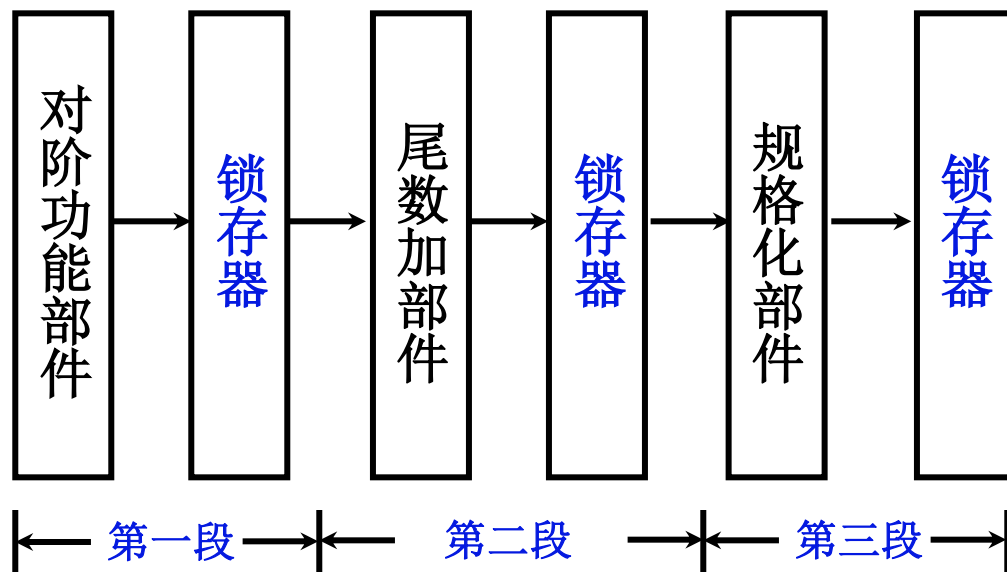 对阶功能部件
锁存器
尾数加部件
锁存器
规格化部件
锁存器
第一段
第二段
第三段